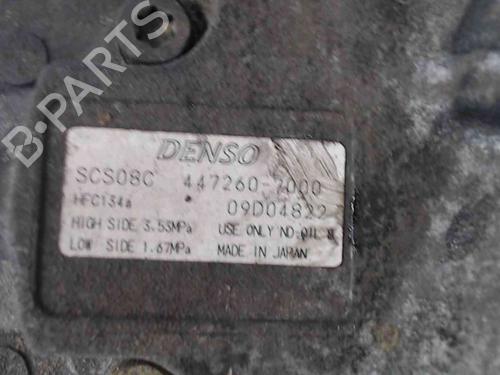 B-PARTS
DENSO
SCS08C 447260-7000
HFC134a 09D04822
HIGH SIDE 3.53MPa USE ONLY ND-OIL 8
LOW SIDE 1.67MPa MADE IN JAPAN